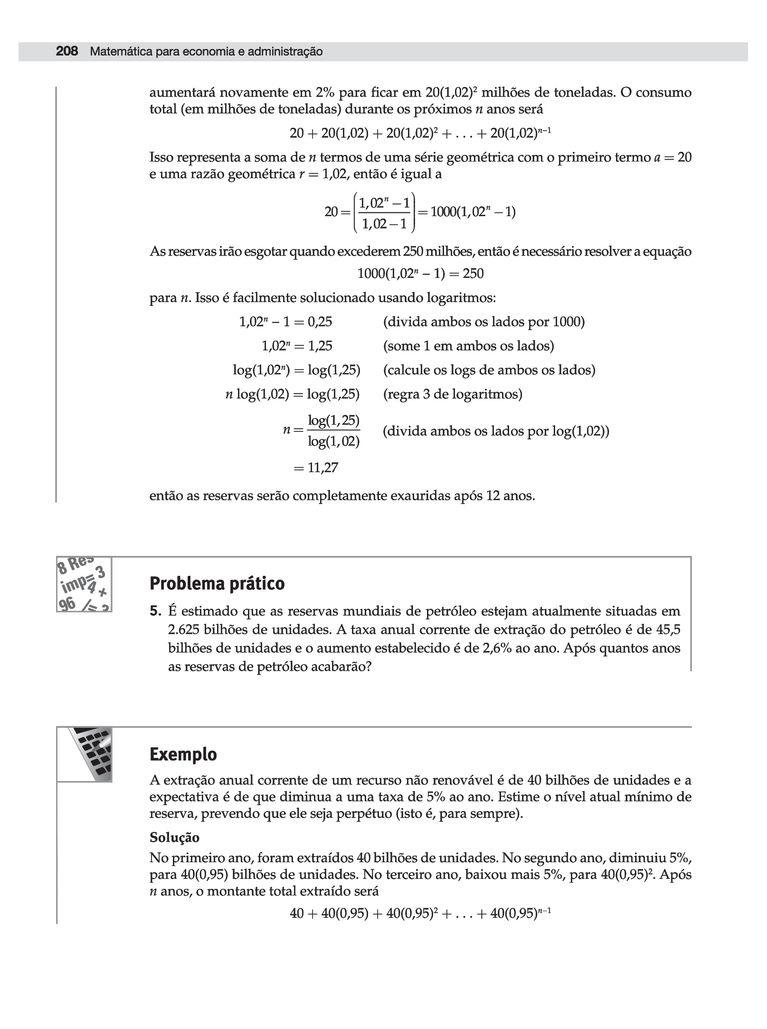 208 Matemática para economia e administração
aumentará novamente em 2% para ficar em 20(1,02)² milhões de toneladas. O consumo
total (em milhões de toneladas) durante os próximos n anos será
20 + 20(1,02) + 20(1,02)² + . . . + 20(1,02)ⁿ⁻¹
Isso representa a soma de n termos de uma série geométrica com o primeiro termo a = 20
e uma razão geométrica r = 1,02, então é igual a
20 = ((1,02ⁿ − 1)/(1,02 − 1)) = 1000(1,02ⁿ − 1)
As reservas irão esgotar quando excederem 250 milhões, então é necessário resolver a equação
1000(1,02ⁿ – 1) = 250
para n. Isso é facilmente solucionado usando logaritmos:
1,02ⁿ – 1 = 0,25 (divida ambos os lados por 1000)
1,02ⁿ = 1,25 (some 1 em ambos os lados)
log(1,02ⁿ) = log(1,25) (calcule os logs de ambos os lados)
n log(1,02) = log(1,25) (regra 3 de logaritmos)
n = log(1,25)/log(1,02) (divida ambos os lados por log(1,02))
= 11,27
então as reservas serão completamente exauridas após 12 anos.
8 Res
imp= 3
4 +
96 /= 3
Problema prático
5. É estimado que as reservas mundiais de petróleo estejam atualmente situadas em
2.625 bilhões de unidades. A taxa anual corrente de extração do petróleo é de 45,5
bilhões de unidades e o aumento estabelecido é de 2,6% ao ano. Após quantos anos
as reservas de petróleo acabarão?
Exemplo
A extração anual corrente de um recurso não renovável é de 40 bilhões de unidades e a
expectativa é de que diminua a uma taxa de 5% ao ano. Estime o nível atual mínimo de
reserva, prevendo que ele seja perpétuo (isto é, para sempre).
Solução
No primeiro ano, foram extraídos 40 bilhões de unidades. No segundo ano, diminuiu 5%,
para 40(0,95) bilhões de unidades. No terceiro ano, baixou mais 5%, para 40(0,95)². Após
n anos, o montante total extraído será
40 + 40(0,95) + 40(0,95)² + . . . + 40(0,95)ⁿ⁻¹